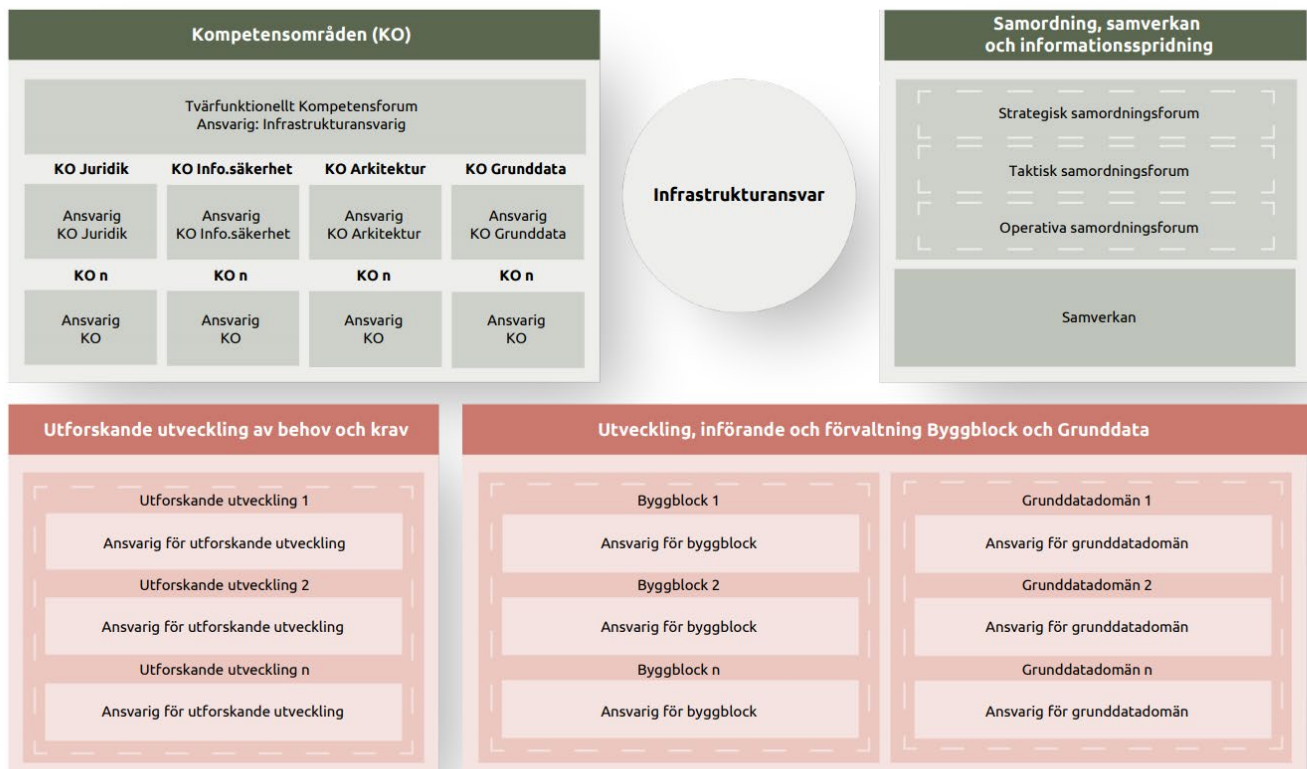 Kompetensområden (KO)
Tvärfunktionellt Kompetensforum
Ansvarig: Infrastrukturansvarig
KO Juridik
KO Info.säkerhet
KO Arkitektur
KO Grunddata
Ansvarig
KO Juridik
Ansvarig
KO Info.säkerhet
Ansvarig
KO Arkitektur
Ansvarig
KO Grunddata
KO n
KO n
KO n
KO n
Ansvarig
KO
Ansvarig
KO
Ansvarig
KO
Ansvarig
KO
Infrastrukturansvar
Samordning, samverkan
och informationsspridning
Strategisk samordningsforum
Taktisk samordningsforum
Operativa samordningsforum
Samverkan
Utforskande utveckling av behov och krav
Utforskande utveckling 1
Ansvarig för utforskande utveckling
Utforskande utveckling 2
Ansvarig för utforskande utveckling
Utforskande utveckling n
Ansvarig för utforskande utveckling
Utveckling, införande och förvaltning Byggblock och Grunddata
Byggblock 1
Ansvarig för byggblock
Byggblock 2
Ansvarig för byggblock
Byggblock n
Ansvarig för byggblock
Grunddatadomän 1
Ansvarig för grunddatadomän
Grunddatadomän 2
Ansvarig för grunddatadomän
Grunddatadomän n
Ansvarig för grunddatadomän